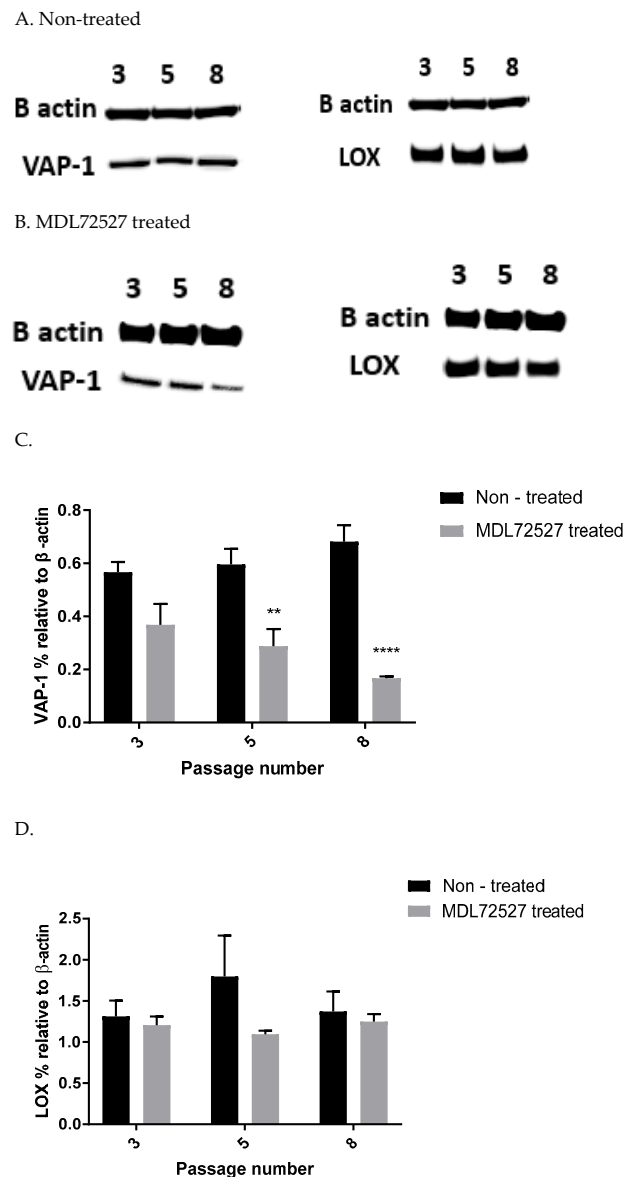 A. Non-treated
3 5 8
B actin
VAP-1
3 5 8
B actin
LOX
B. MDL72527 treated
3 5 8
B actin
VAP-1
3 5 8
B actin
LOX
C.
Non - treated
MDL72527 treated
VAP-1 % relative to β -actin
0.8
0.6
0.4
0.2
0.0
**
****
3 5 8
Passage number
D.
Non - treated
MDL72527 treated
LOX % relative to β-actin
2.5
2.0
1.5
1.0
0.5
0.0
3 5 8
Passage number